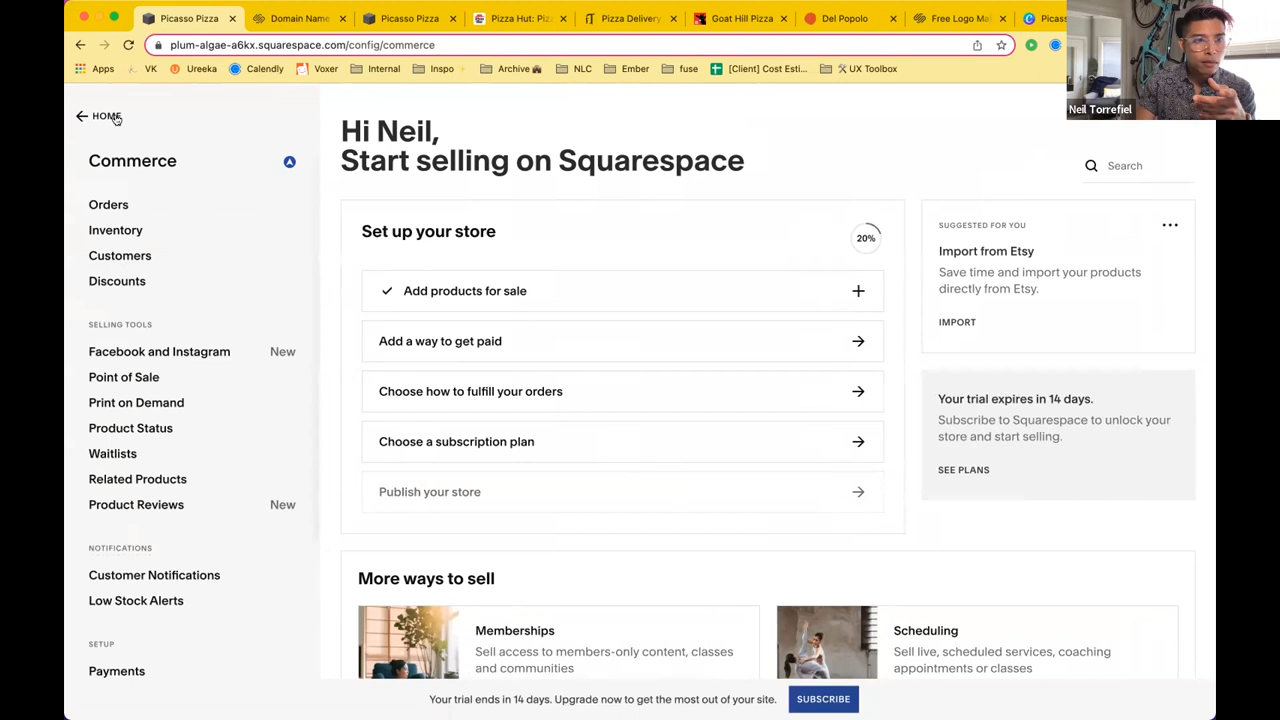 Picasso Pizza
Domain Name
Picasso Pizza
Pizza Hut: Piz
Pizza Delivery
Goat Hill Pizza
Del Popolo
Free Logo Ma
Picass
plum-algae-a6kx.squarespace.com/config/commerce
Apps
VK
Ureeka
Calendly
Voxer
Internal
Inspo
Archive
NLC
Ember
fuse
[Client] Cost Esti...
UX Toolbox
Neil Torrefiel
HOME
Commerce
Orders
Inventory
Customers
Discounts
SELLING TOOLS
Facebook and Instagram New
Point of Sale
Print on Demand
Product Status
Waitlists
Related Products
Product Reviews New
NOTIFICATIONS
Customer Notifications
Low Stock Alerts
SETUP
Payments
Hi Neil,
Start selling on Squarespace
Search
Set up your store
20%
Add products for sale
Add a way to get paid
Choose how to fulfill your orders
Choose a subscription plan
Publish your store
SUGGESTED FOR YOU
Import from Etsy
Save time and import your products
directly from Etsy.
IMPORT
Your trial expires in 14 days.
Subscribe to Squarespace to unlock your
store and start selling.
SEE PLANS
More ways to sell
Memberships
Sell access to members-only content, classes
and communities
Scheduling
Sell live, scheduled services, coaching
appointments or classes
Your trial ends in 14 days. Upgrade now to get the most out of your site.
SUBSCRIBE